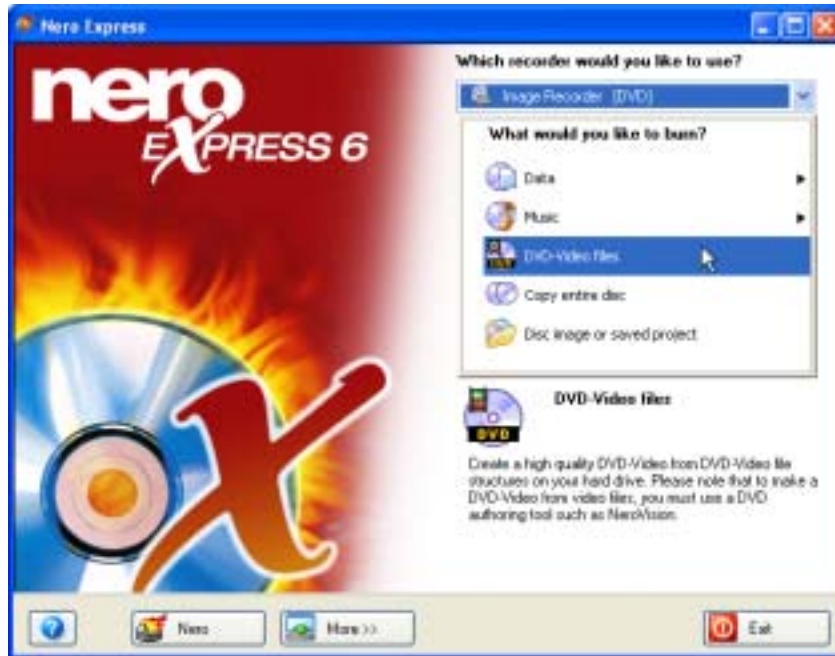 Nero Express
nero
EXPRESS 6
Which recorder would you like to use?
Image Recorder [DVD]
What would you like to burn?
Data
Music
DVD-Video files
Copy entire disc
Disc image or saved project
DVD
DVD-Video files
Create a high quality DVD-Video from DVD-Video file
structures on your hard drive. Please note that to make a
DVD-Video from video files, you must use a DVD
authoring tool such as NeroVision.
Nero
More >>
Exit